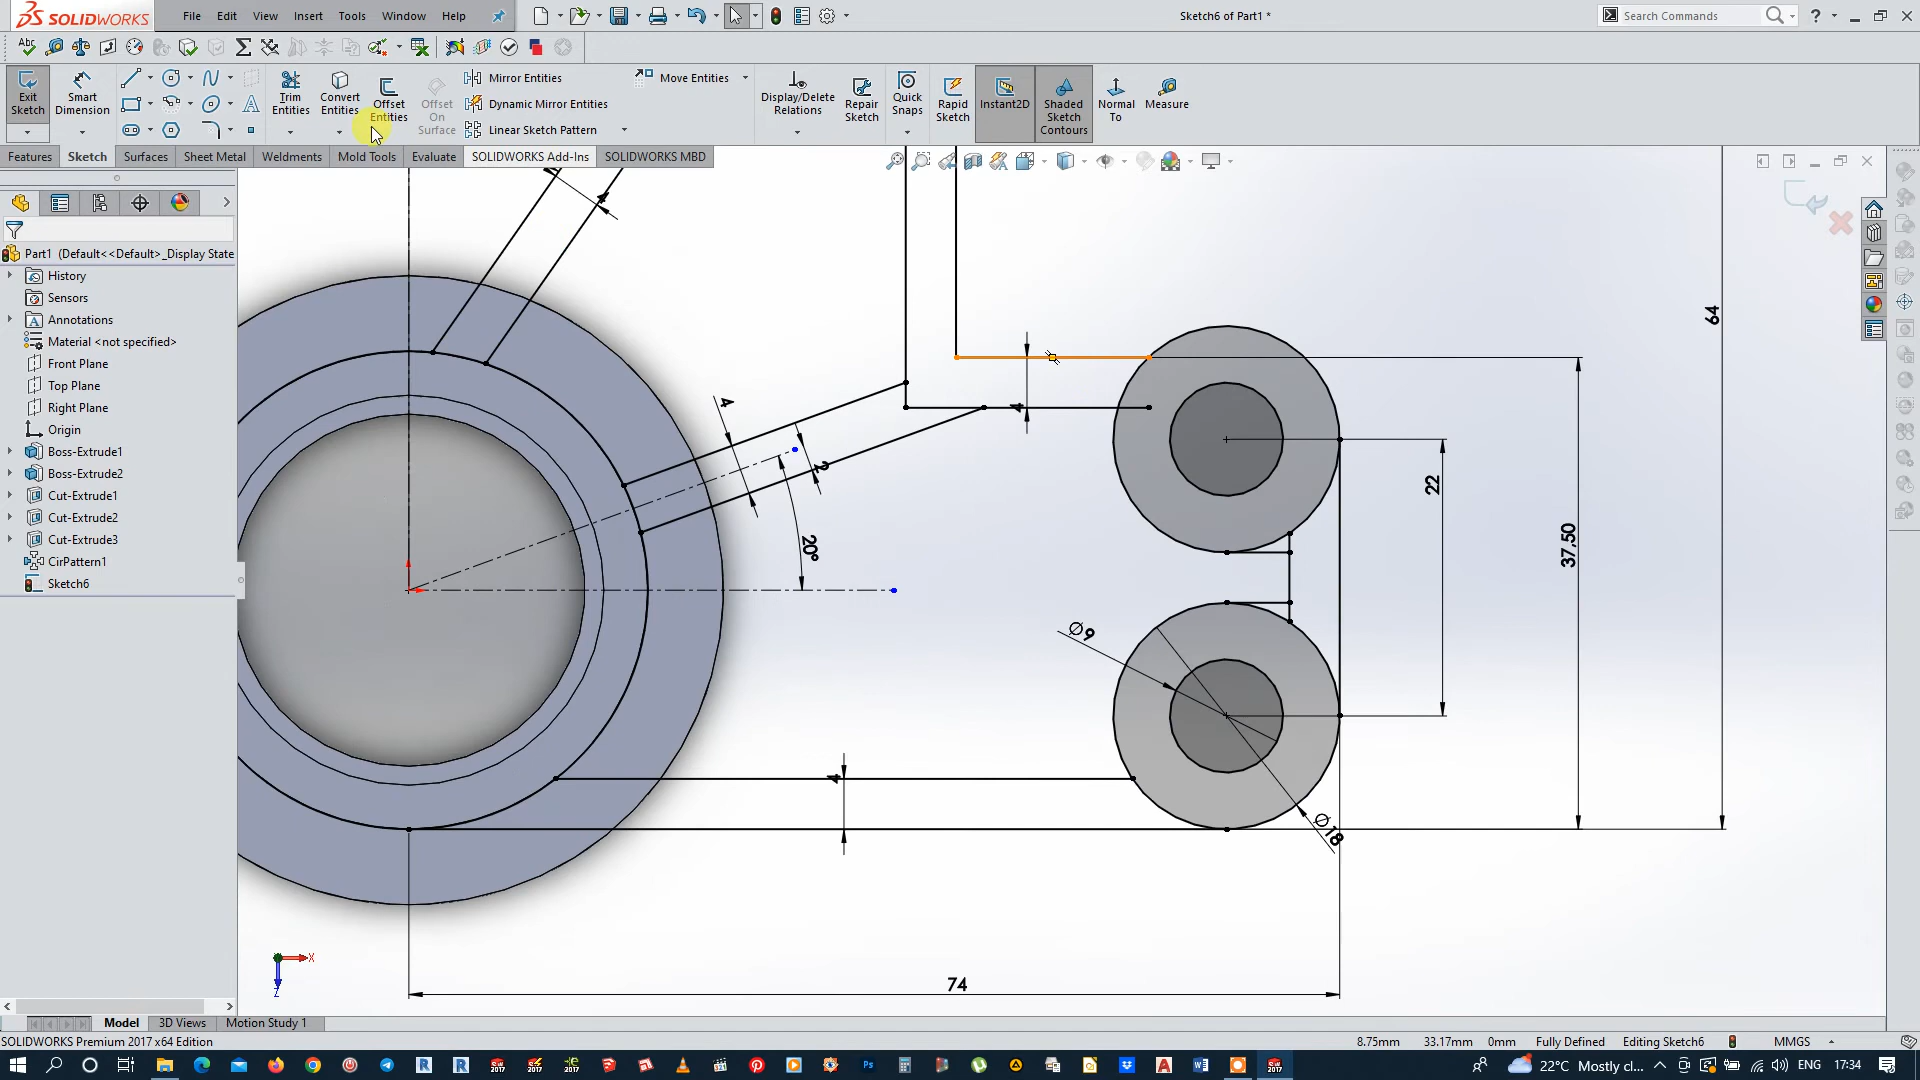 SOLIDWORKS
File Edit View Insert Tools Window Help
Sketch6 of Part1 *
Search Commands
Exit Sketch
Smart Dimension
Trim Entities
Convert Entities
Offset Entities
Offset On Surface
Mirror Entities
Dynamic Mirror Entities
Linear Sketch Pattern
Move Entities
Display/Delete Relations
Repair Sketch
Quick Snaps
Rapid Sketch
Instant2D
Shaded Sketch Contours
Normal To
Measure
Features Sketch Surfaces Sheet Metal Weldments Mold Tools Evaluate SOLIDWORKS Add-Ins SOLIDWORKS MBD
Part1 (Default<<Default>_Display State
History
Sensors
Annotations
Material <not specified>
Front Plane
Top Plane
Right Plane
Origin
Boss-Extrude1
Boss-Extrude2
Cut-Extrude1
Cut-Extrude2
Cut-Extrude3
CirPattern1
Sketch6
4
64
4
4
2
20°
22
37,50
Ø9
4
Ø18
74
X
Z
Model 3D Views Motion Study 1
SOLIDWORKS Premium 2017 x64 Edition
8.75mm 33.17mm 0mm Fully Defined Editing Sketch6 MMGS
22°C Mostly cl... ENG 17:34